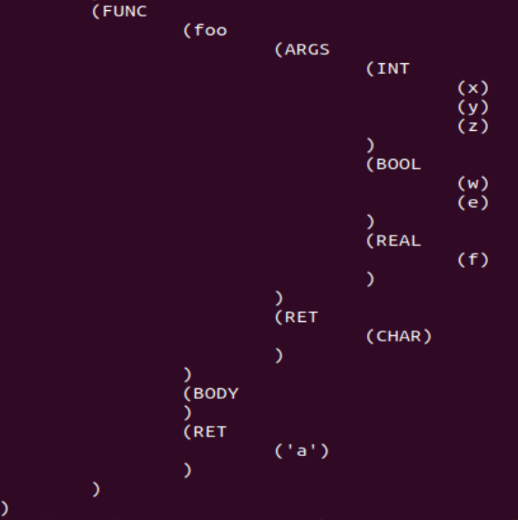 (FUNC
(foo
(ARGS
(INT
(x)
(y)
(z)
)
(BOOL
(w)
(e)
)
(REAL
(f)
)
)
(RET
(CHAR)
)
)
(BODY
)
(RET
('a')
)
)
)